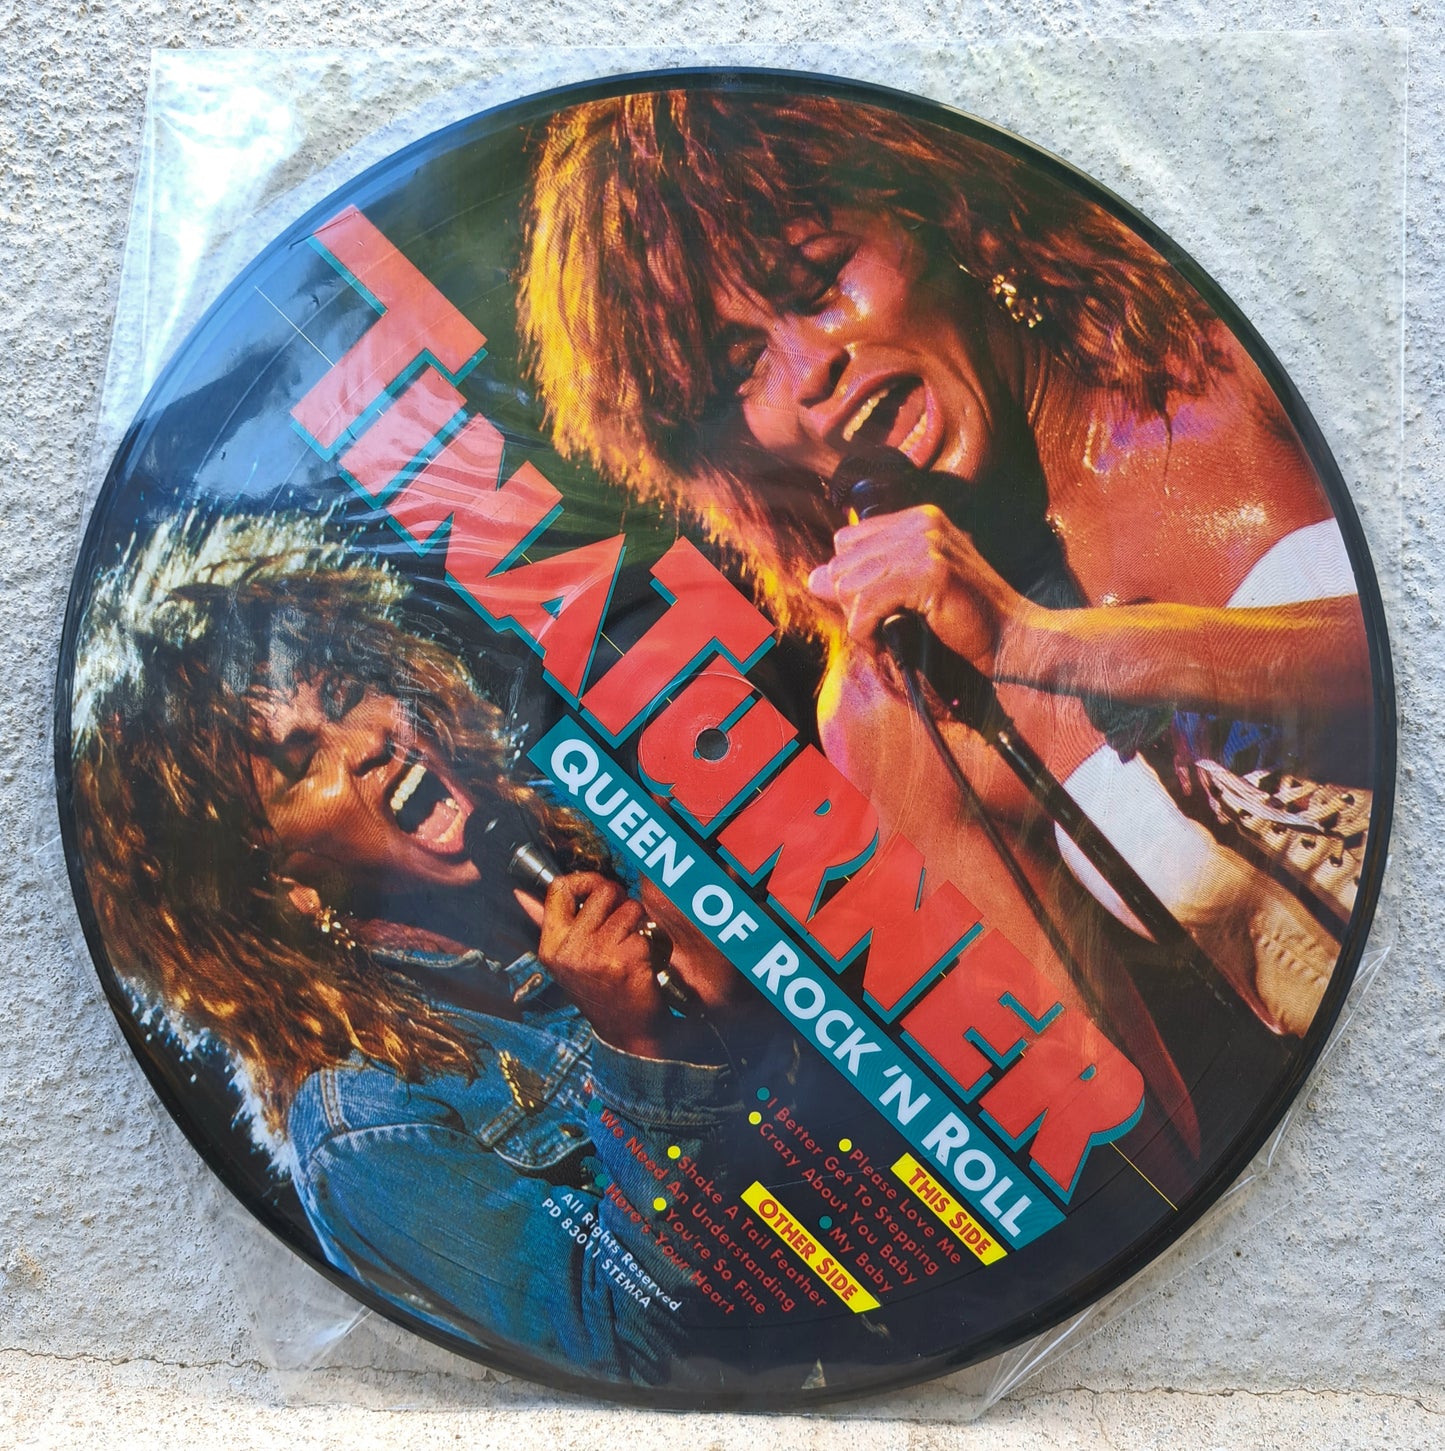 TINA TURNER
QUEEN OF ROCK 'N ROLL
THIS SIDE
Please Love Me
I Better Get To Stepping
Crazy About You Baby
My Baby
OTHER SIDE
Shake A Tail Feather
We Need An Understanding
You're So Fine
Here's Your Heart
All Rights Reserved
PD 83011 STEMRA